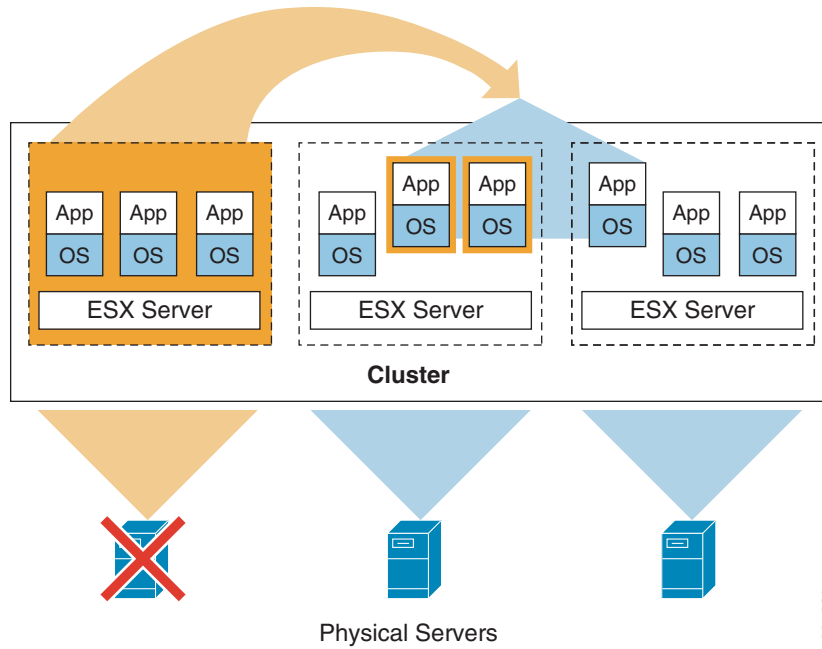 App App App App App App App App App
OS OS OS OS OS OS OS OS OS
ESX Server ESX Server ESX Server
Cluster
Physical Servers